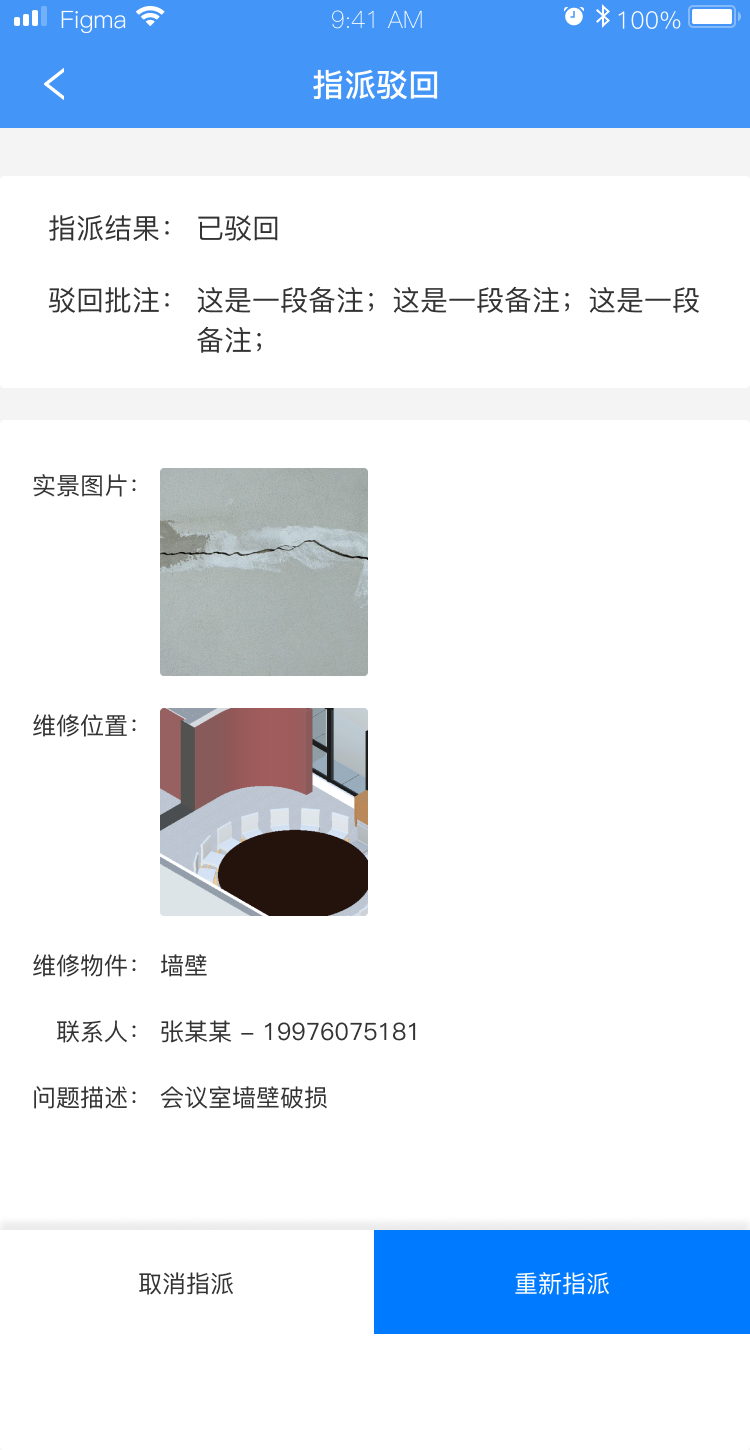 Figma 9:41 AM 100%
指派驳回
指派结果： 已驳回
驳回批注： 这是一段备注；这是一段备注；这是一段
备注；
实景图片：
维修位置：
维修物件： 墙壁
联系人： 张某某 – 19976075181
问题描述： 会议室墙壁破损
取消指派 重新指派